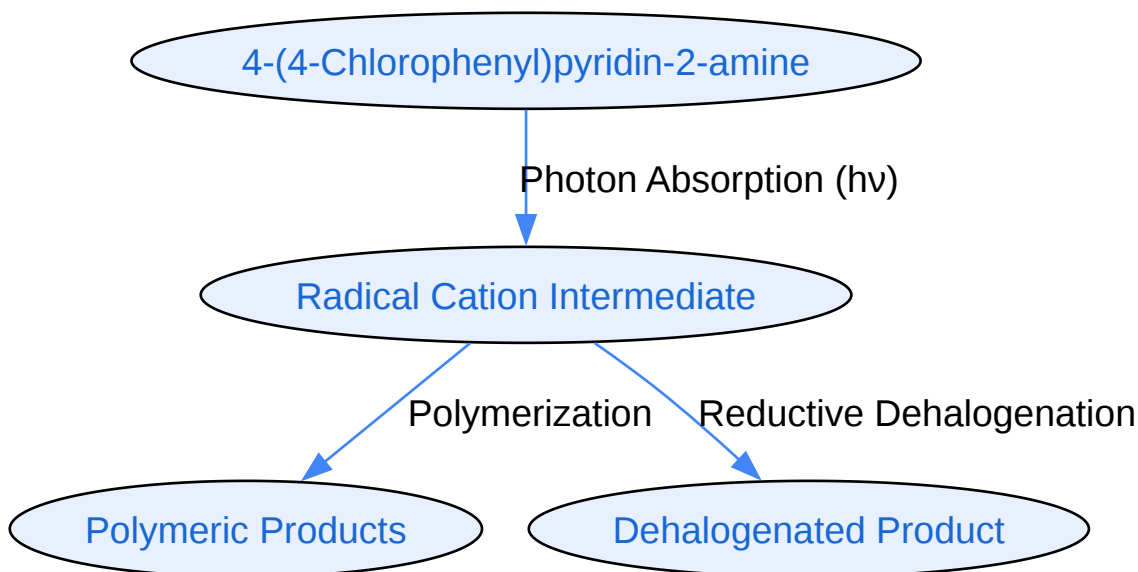 4-(4-Chlorophenyl)pyridin-2-amine
Photon Absorption (hν)
Radical Cation Intermediate
Polymerization
Reductive Dehalogenation
Polymeric Products
Dehalogenated Product